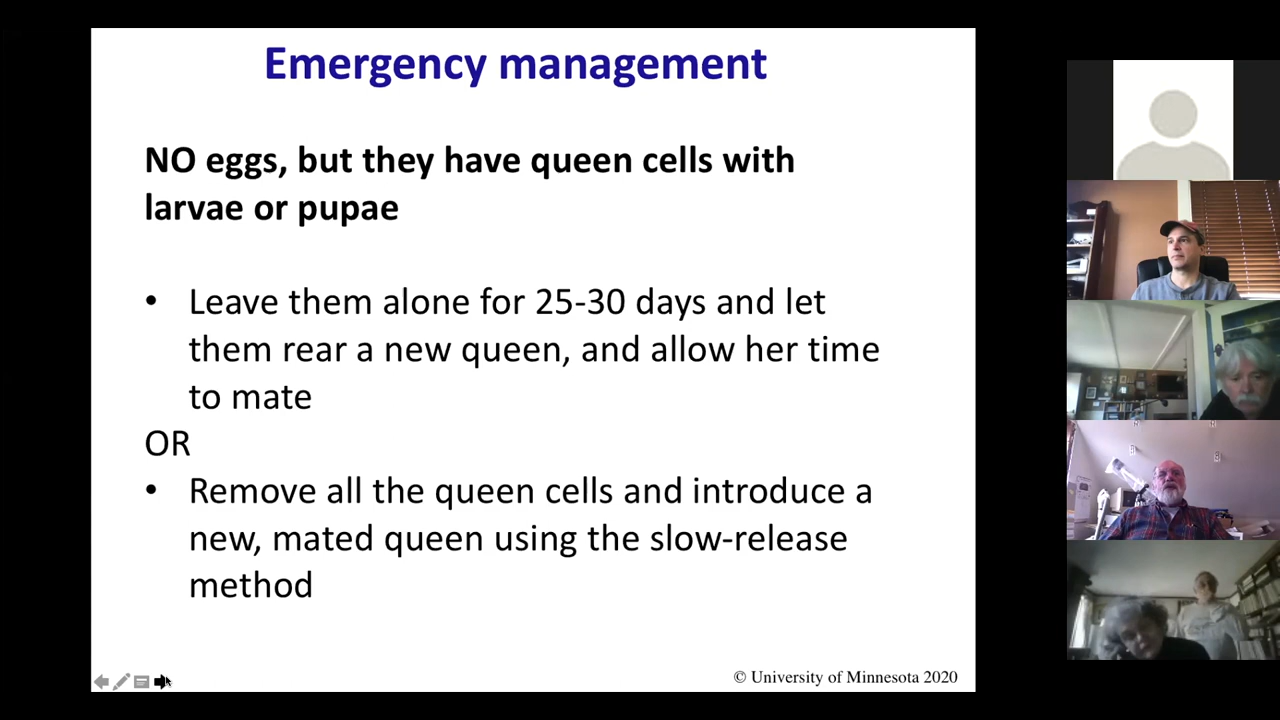 Emergency management
NO eggs, but they have queen cells with
larvae or pupae
• Leave them alone for 25-30 days and let
them rear a new queen, and allow her time
to mate
OR
• Remove all the queen cells and introduce a
new, mated queen using the slow-release
method
© University of Minnesota 2020